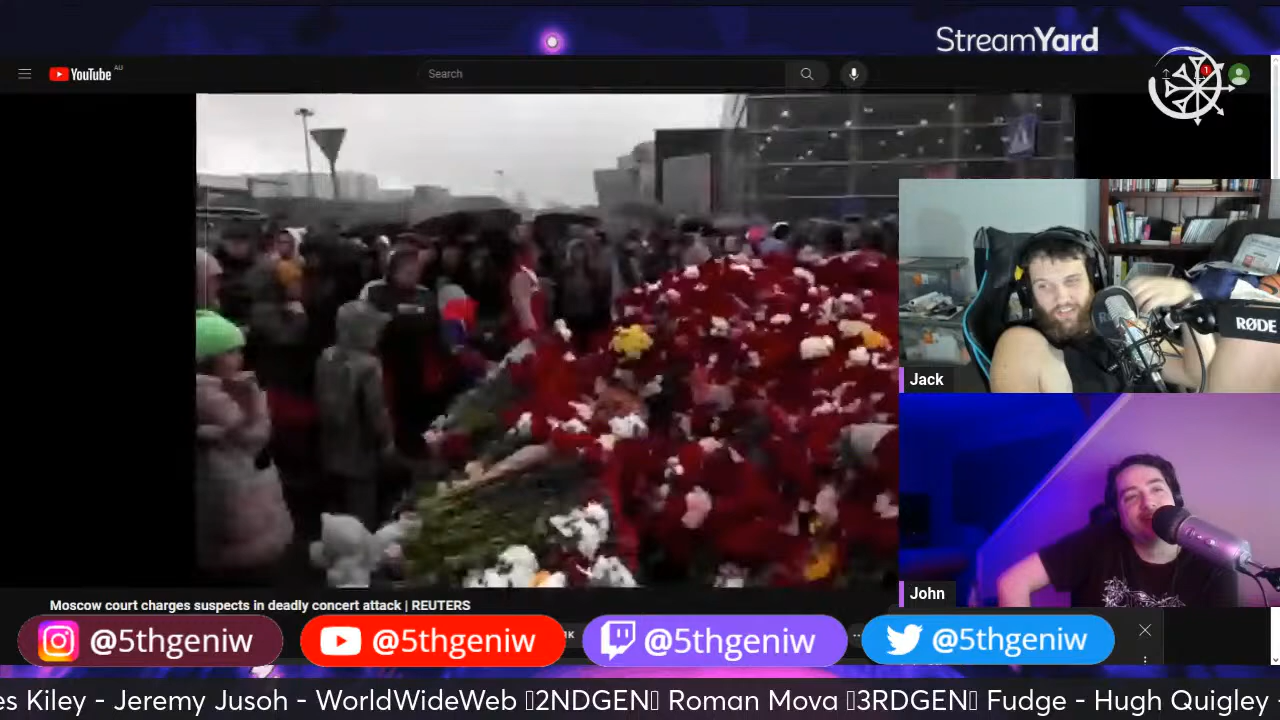 StreamYard
YouTube AU
Search
1
RØDE
Jack
John
Moscow court charges suspects in deadly concert attack | REUTERS
@5thgeniw
@5thgeniw
@5thgeniw
@5thgeniw
es Kiley - Jeremy Jusoh - WorldWideWeb ▯2NDGEN▯ Roman Mova ▯3RDGEN▯ Fudge - Hugh Quigley